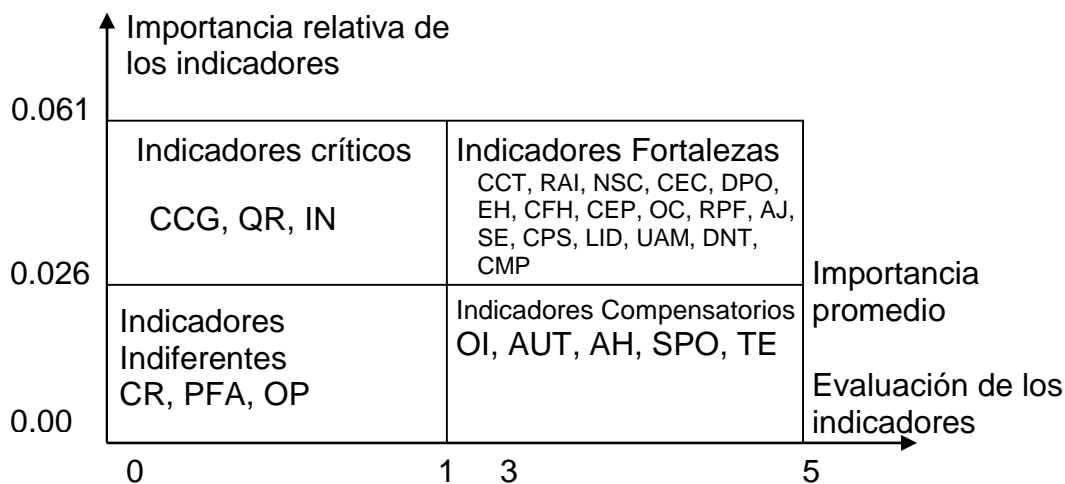 Importancia relativa de
los indicadores
0.061
Indicadores críticos
CCG, QR, IN
Indicadores Fortalezas
CCT, RAI, NSC, CEC, DPO,
EH, CFH, CEP, OC, RPF, AJ,
SE, CPS, LID, UAM, DNT,
CMP
0.026
Importancia
promedio
Indicadores
Indiferentes
CR, PFA, OP
Indicadores Compensatorios
OI, AUT, AH, SPO, TE
Evaluación de los
indicadores
0.00
0 1 3 5